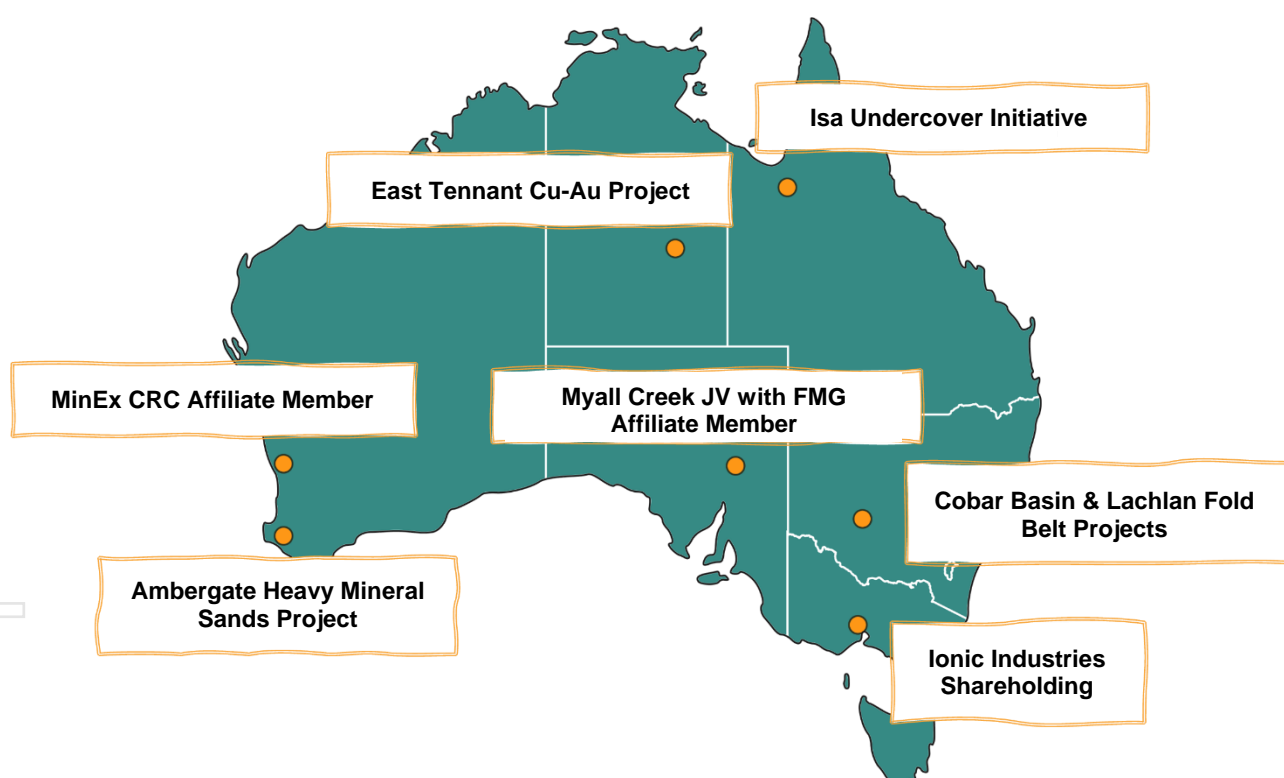 Isa Undercover Initiative
East Tennant Cu-Au Project
MinEx CRC Affiliate Member
Myall Creek JV with FMG
Affiliate Member
Cobar Basin & Lachlan Fold
Belt Projects
Ambergate Heavy Mineral
Sands Project
Ionic Industries
Shareholding